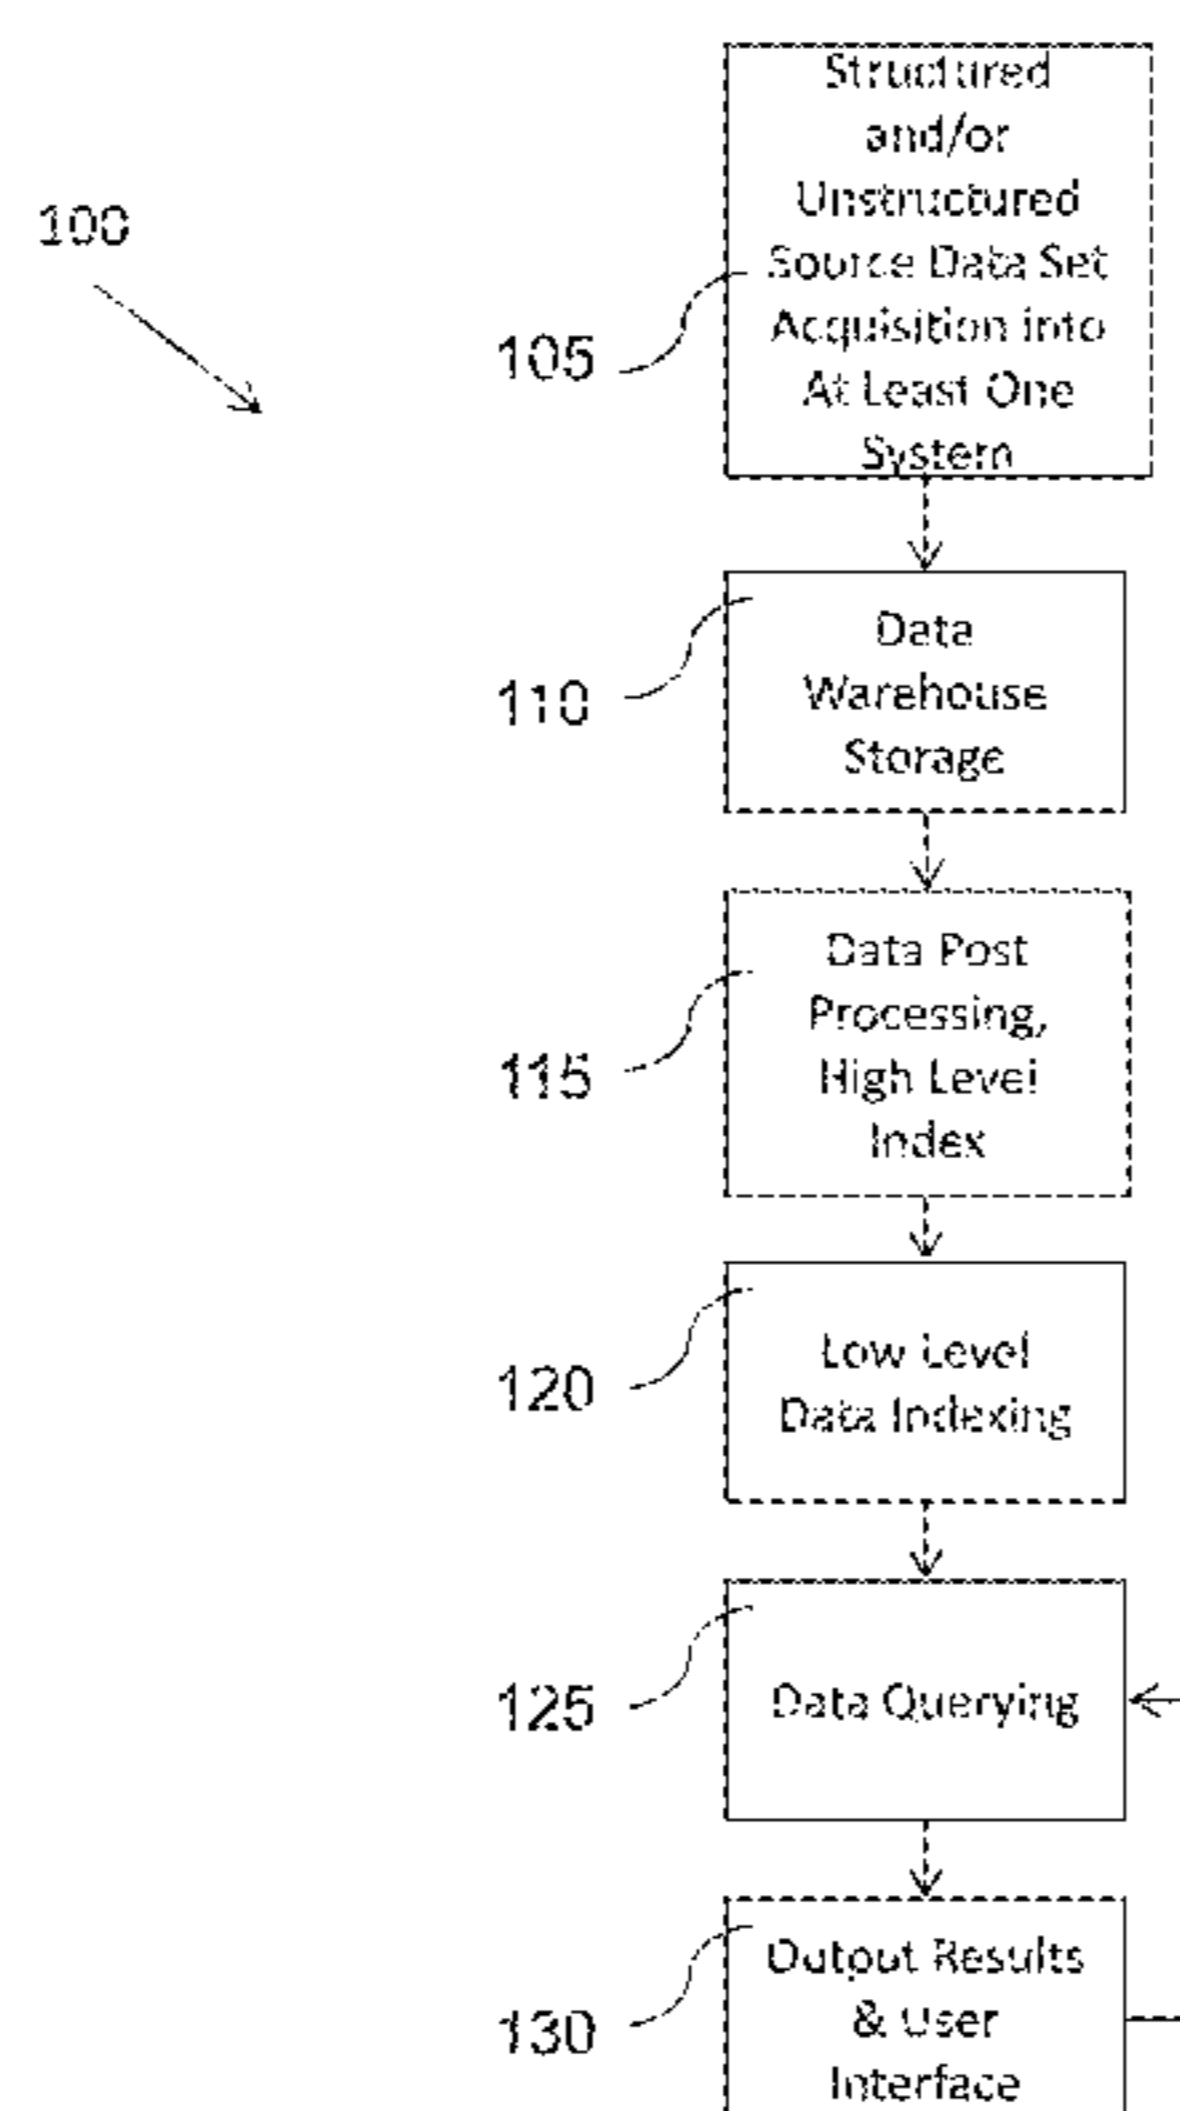 100
Structured
and/or
Unstructured
Source Data Set
Acquisition into
At Least One
System
105
Data
Warehouse
Storage
110
Data Post
Processing,
High Level
Index
115
Low Level
Data Indexing
120
Data Querying
125
Output Results
& User
Interface
130